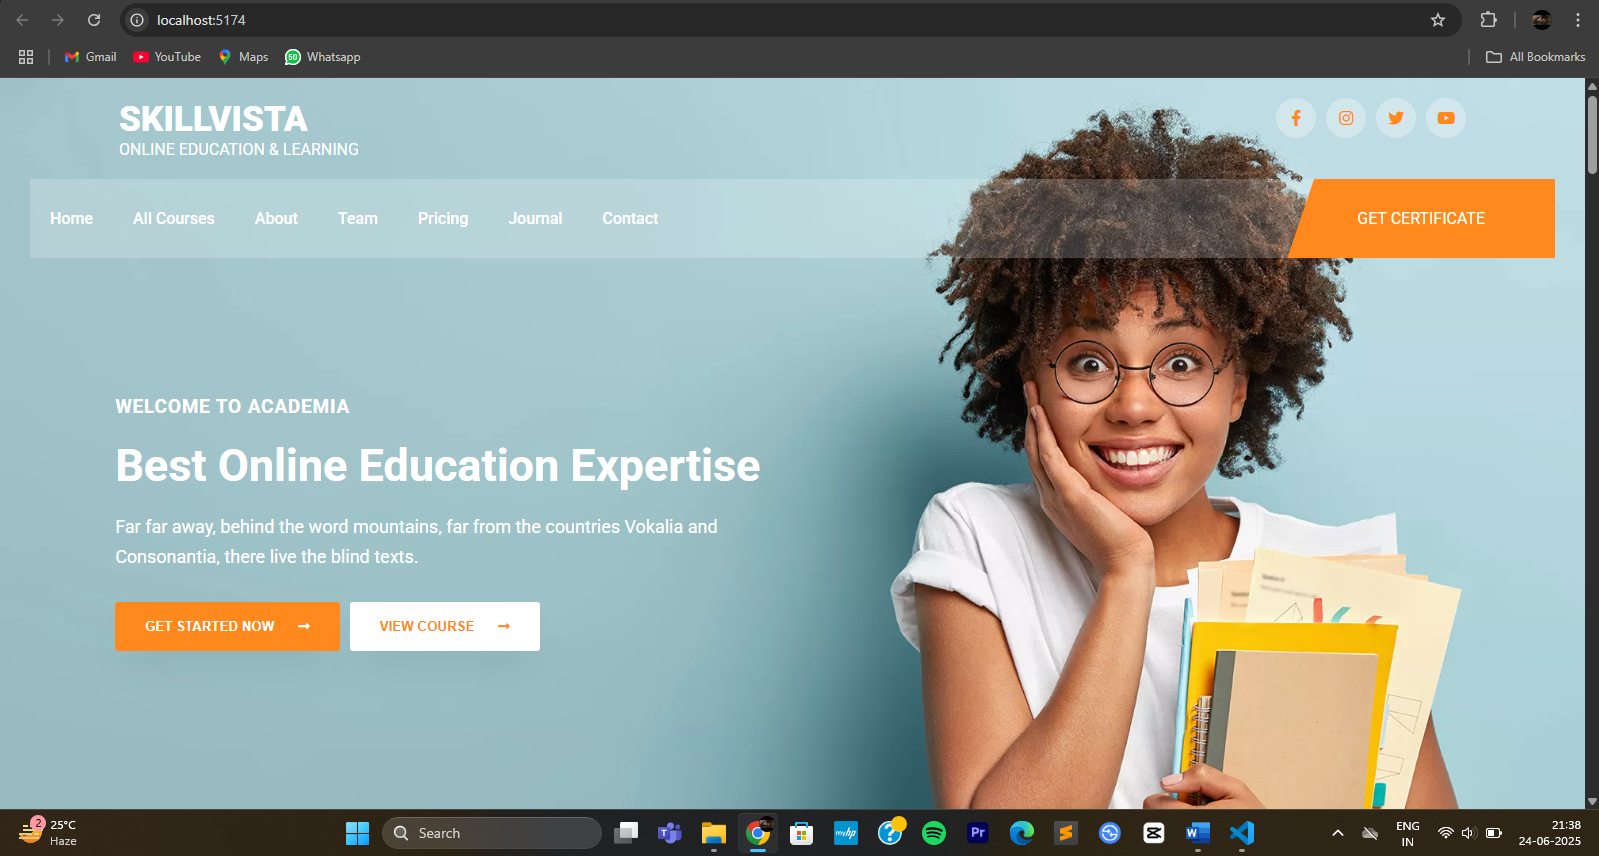 localhost:5174
Gmail
YouTube
Maps
50
Whatsapp
All Bookmarks
SKILLVISTA
ONLINE EDUCATION & LEARNING
Home
All Courses
About
Team
Pricing
Journal
Contact
GET CERTIFICATE
WELCOME TO ACADEMIA
Best Online Education Expertise
Far far away, behind the word mountains, far from the countries Vokalia and
Consonantia, there live the blind texts.
GET STARTED NOW
VIEW COURSE
2
25°C
Haze
Search
myhp
Pr
ENG
IN
21:38
24-06-2025